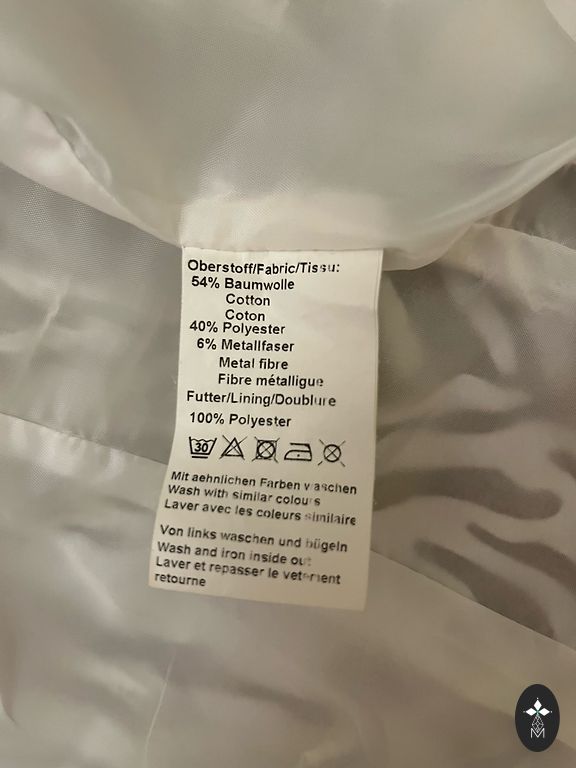 Oberstoff/Fabric/Tissu:
54% Baumwolle
Cotton
Coton
40% Polyester
6% Metallfaser
Metal fibre
Fibre métalligue
Futter/Lining/Doublure
100% Polyester
30
Mit aehnlichen Farben waschen
Wash with similar colours
Laver avec les coleurs similaire
Von links waschen und bügeln
Wash and iron inside out
Laver et repasser le vetement
retourne
M